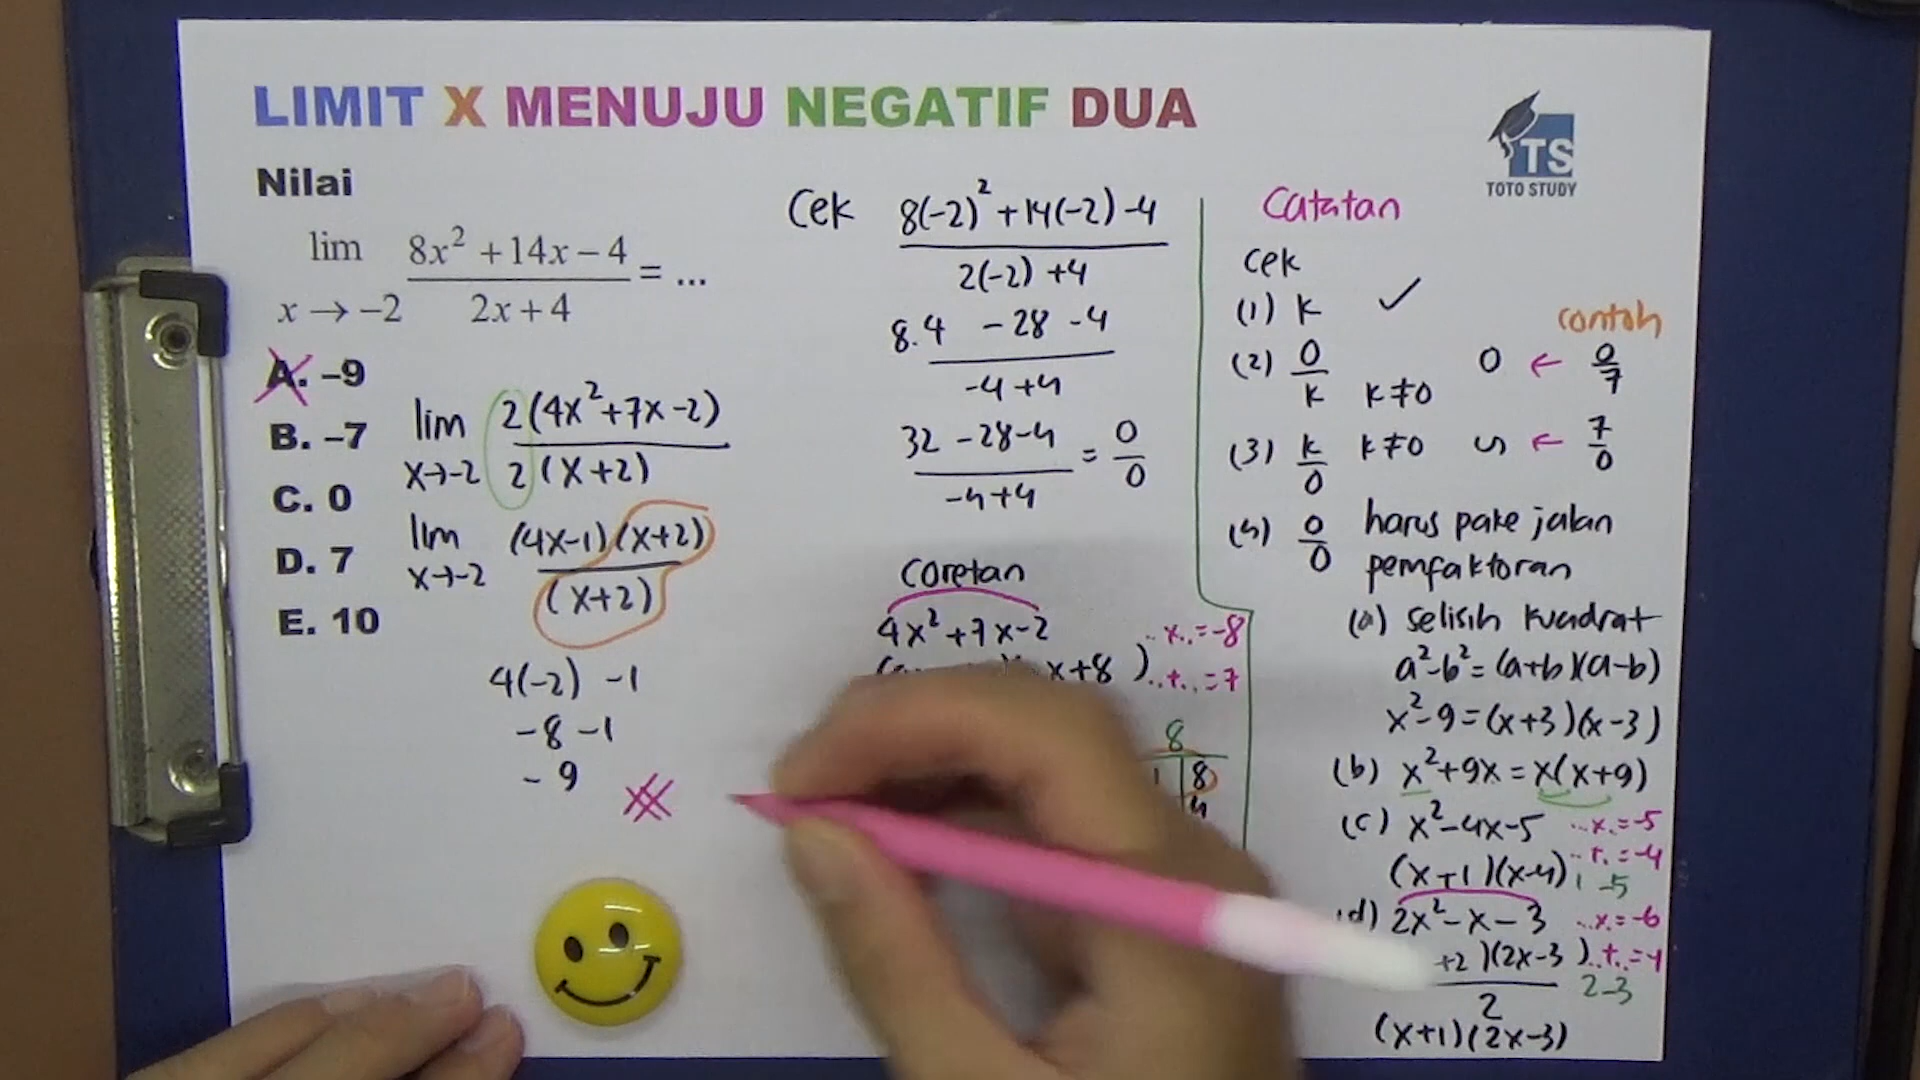 LIMIT X MENUJU NEGATIF DUA
TS
TOTO STUDY
Nilai
lim 8x² + 14x − 4
x → −2 2x + 4 = ...
A. –9
B. –7
C. 0
D. 7
E. 10
lim 2(4x²+7x-2)
x→-2 2(x+2)
lim (4x-1)(x+2)
x→-2 (x+2)
4(-2) -1
-8 -1
-9
Cek 8(-2)²+14(-2)-4
2(-2)+4
8.4 -28 -4
-4+4
32 -28-4 = 0
-4+4 0
coretan
4x²+7x-2 ..x..=-8
x+8 ) ..+..=7
8
1 8
4
Catatan
cek
(1) k ✓
contoh
(2) 0/k k≠0 0 ← 0/7
(3) k/0 k≠0 ∽ ← 7/0
(4) 0/0 harus pake jalan
pemfaktoran
(a) selisih kuadrat
a²-b²=(a+b)(a-b)
x²-9=(x+3)(x-3)
(b) x²+9x=x(x+9)
(c) x²-4x-5 ..x.=-5
(x+1)(x-4) ..+.=-4
1 -5
(d) 2x²-x-3 ..x.=-6
+2)(2x-3) ..+..=-1
2 2-3
(x+1)(2x-3)